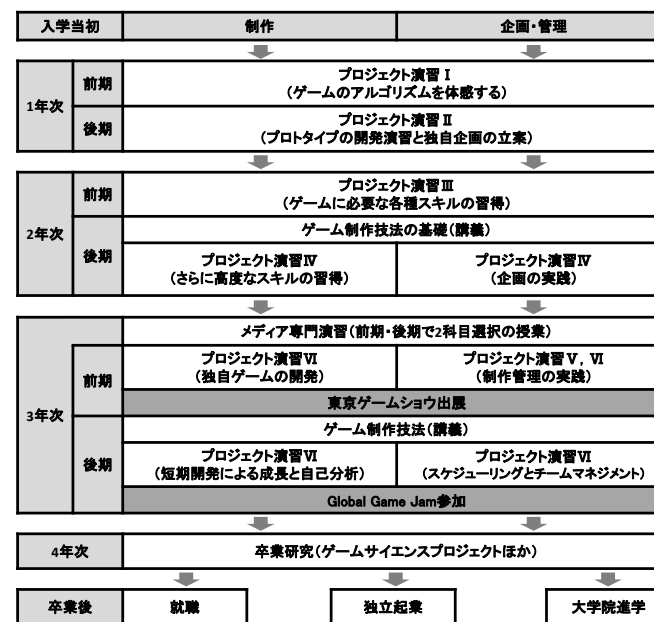 入学当初
制作
企画・管理
1年次
前期
プロジェクト演習Ⅰ
(ゲームのアルゴリズムを体感する)
後期
プロジェクト演習Ⅱ
(プロトタイプの開発演習と独自企画の立案)
2年次
前期
プロジェクト演習Ⅲ
(ゲームに必要な各種スキルの習得)
後期
ゲーム制作技法の基礎(講義)
プロジェクト演習Ⅳ
(さらに高度なスキルの習得)
プロジェクト演習Ⅳ
(企画の実践)
3年次
メディア専門演習(前期・後期で2科目選択の授業)
前期
プロジェクト演習Ⅵ
(独自ゲームの開発)
プロジェクト演習Ⅴ, Ⅵ
(制作管理の実践)
東京ゲームショウ出展
後期
ゲーム制作技法(講義)
プロジェクト演習Ⅵ
(短期開発による成長と自己分析)
プロジェクト演習Ⅵ
(スケジューリングとチームマネジメント)
Global Game Jam参加
4年次
卒業研究(ゲームサイエンスプロジェクトほか)
卒業後
就職
独立起業
大学院進学